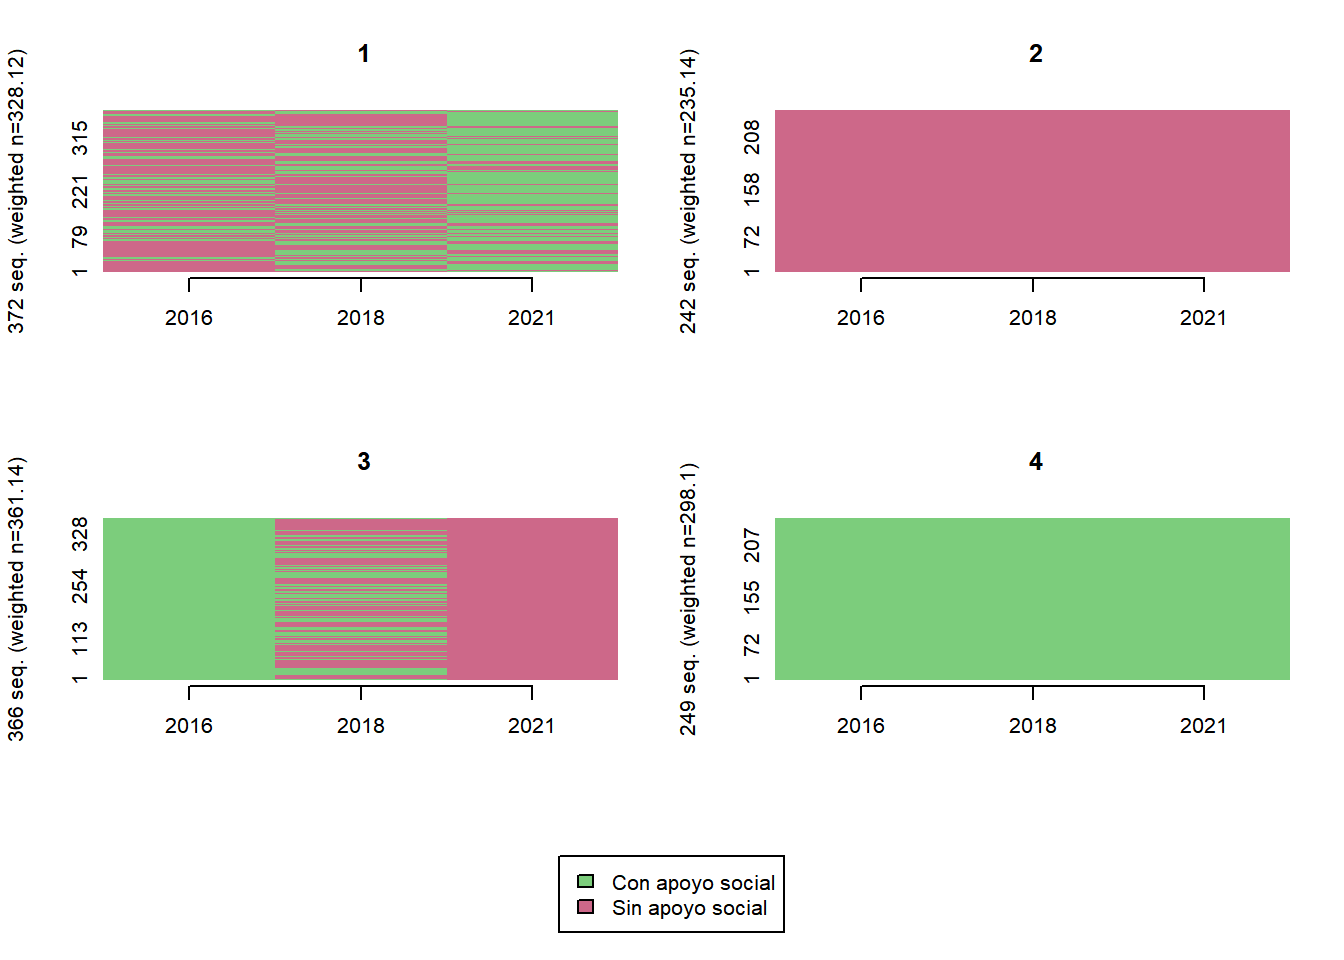 1
372 seq. (weighted n=328.12)
315
221
79
1
2016 2018 2021
2
242 seq. (weighted n=235.14)
208
158
72
1
2016 2018 2021
3
366 seq. (weighted n=361.14)
328
254
113
1
2016 2018 2021
4
249 seq. (weighted n=298.1)
207
155
72
1
2016 2018 2021
Con apoyo social
Sin apoyo social